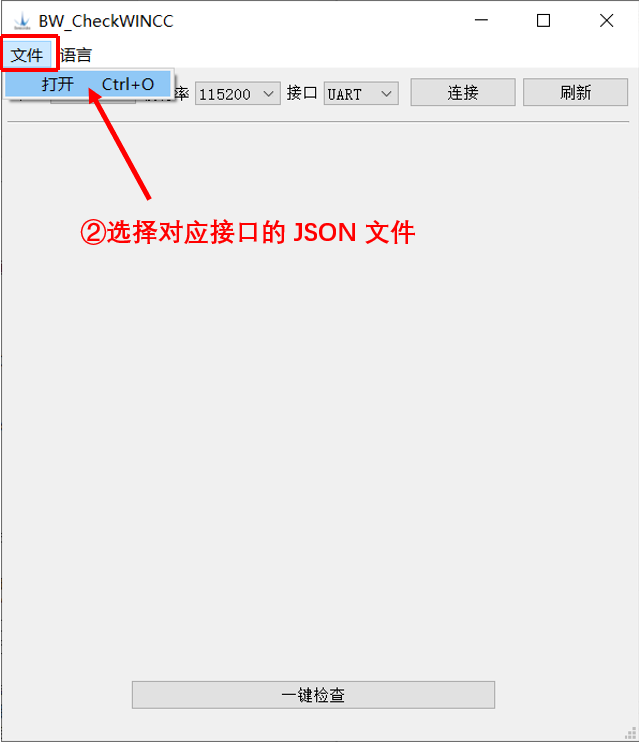 BW_CheckWINCC
文件 语言
打开 Ctrl+O
率 115200 接口 UART 连接 刷新
②选择对应接口的 JSON 文件
一键检查